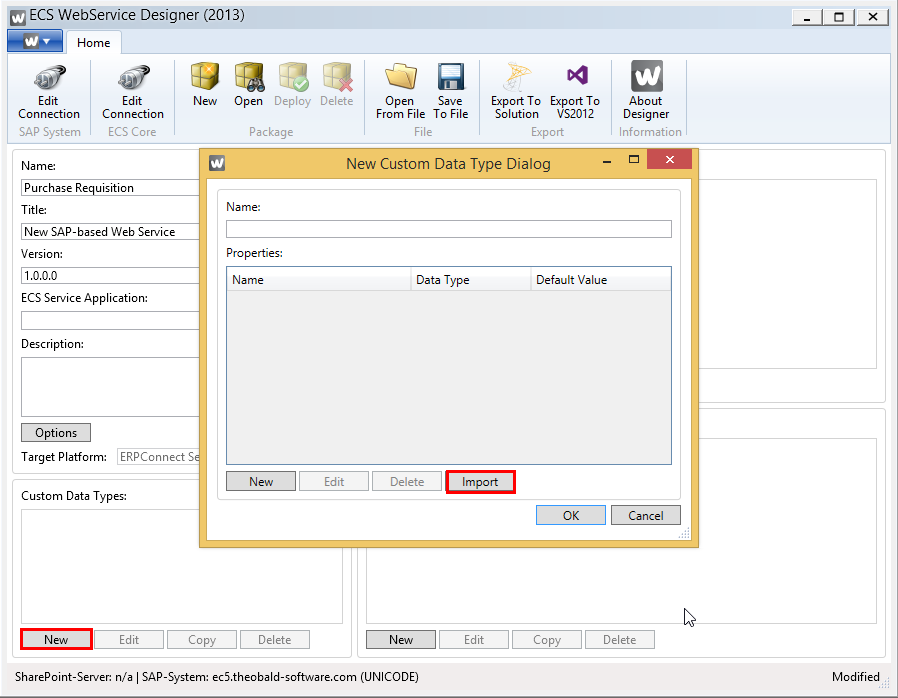 ECS WebService Designer (2013)
Home
Edit Connection
SAP System
Edit Connection
ECS Core
New
Open
Deploy
Delete
Package
Open From File
Save To File
File
Export To Solution
Export To VS2012
Export
About Designer
Information
Name:
Purchase Requisition
Title:
New SAP-based Web Service
Version:
1.0.0.0
ECS Service Application:
Description:
Options
Target Platform: ERPConnect Se
Custom Data Types:
New Edit Copy Delete
New Custom Data Type Dialog
Name:
Properties:
Name Data Type Default Value
New Edit Delete Import
OK Cancel
New Edit Copy Delete
SharePoint-Server: n/a | SAP-System: ec5.theobald-software.com (UNICODE)
Modified